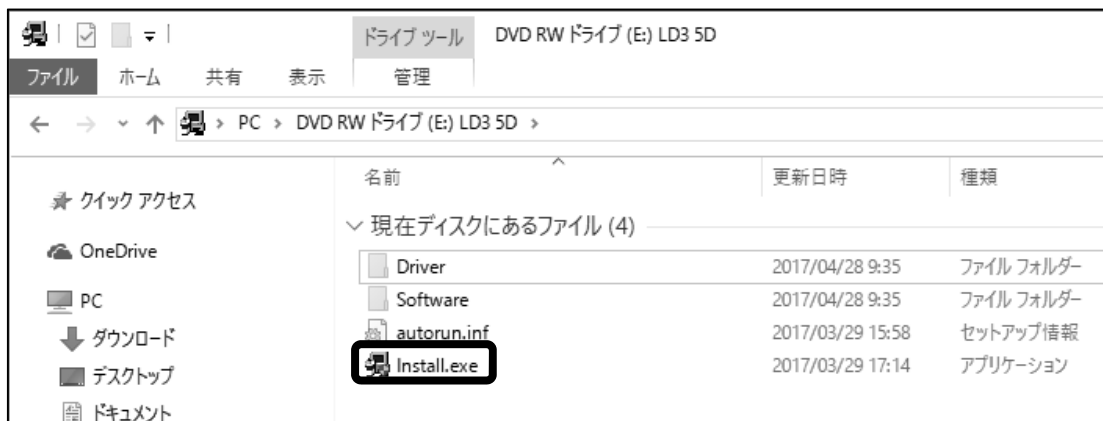 ドライブ ツール DVD RW ドライブ (E:) LD3 5D
ファイル ホーム 共有 表示 管理
PC › DVD RW ドライブ (E:) LD3 5D ›
名前 更新日時 種類
クイック アクセス
現在ディスクにあるファイル (4)
OneDrive
Driver 2017/04/28 9:35 ファイル フォルダー
PC
Software 2017/04/28 9:35 ファイル フォルダー
ダウンロード
autorun.inf 2017/03/29 15:58 セットアップ情報
デスクトップ
Install.exe 2017/03/29 17:14 アプリケーション
ドキュメント